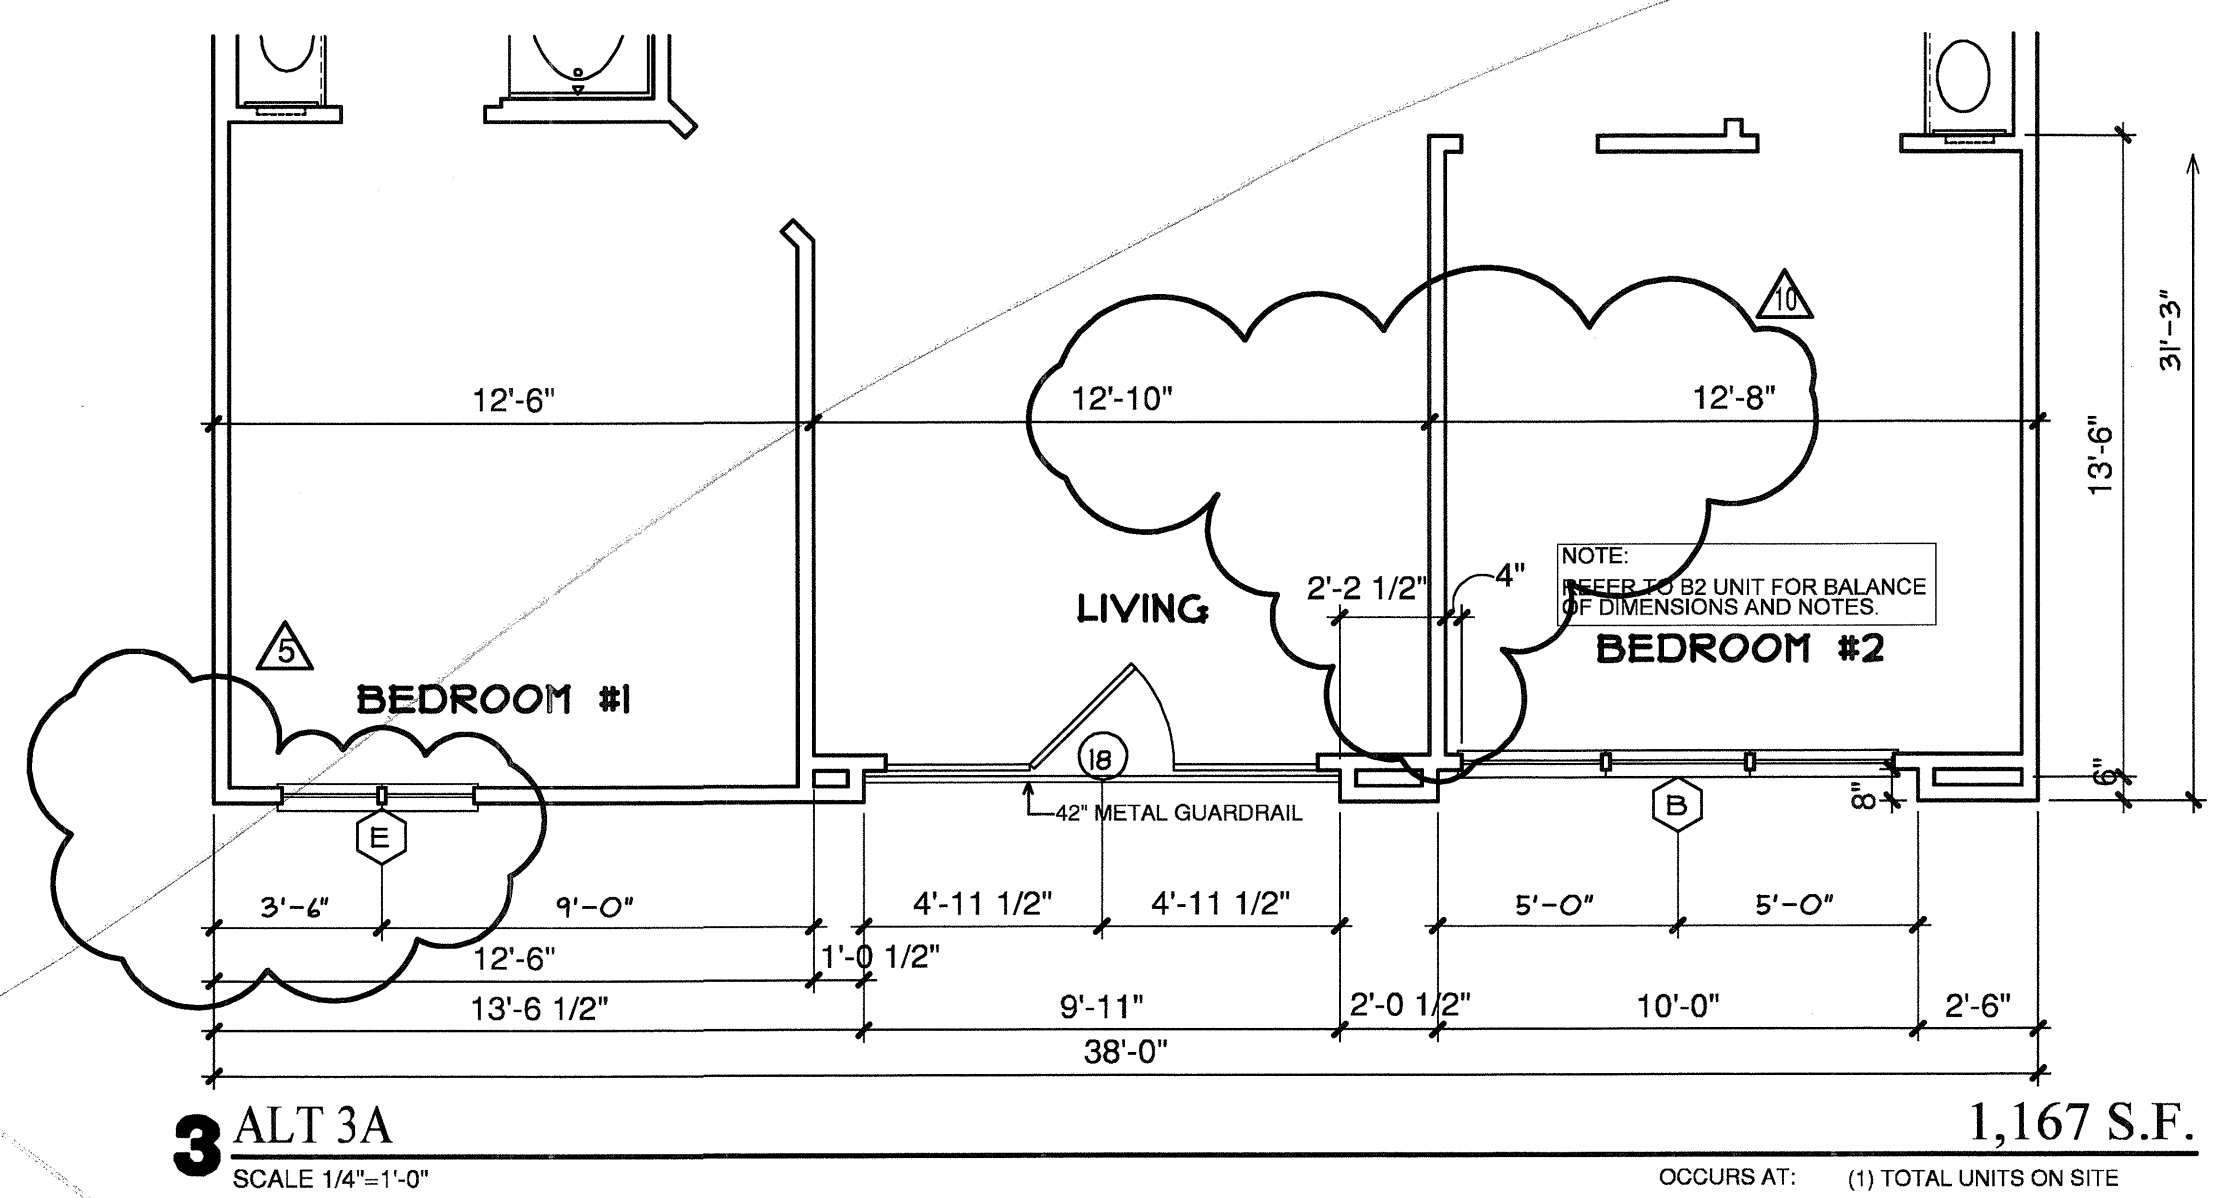 10
31'-3"
12'-6"
12'-10"
12'-8"
13'-6"
NOTE:
REFER TO B2 UNIT FOR BALANCE
OF DIMENSIONS AND NOTES.
2'-2 1/2"
4"
LIVING
5
BEDROOM #2
BEDROOM #1
18
6"
8"
B
42" METAL GUARDRAIL
E
3'-6"
9'-0"
4'-11 1/2"
4'-11 1/2"
5'-0"
5'-0"
12'-6"
1'-0 1/2"
13'-6 1/2"
9'-11"
2'-0 1/2"
10'-0"
2'-6"
38'-0"
3 ALT 3A
1,167 S.F.
SCALE 1/4"=1'-0"
OCCURS AT: (1) TOTAL UNITS ON SITE